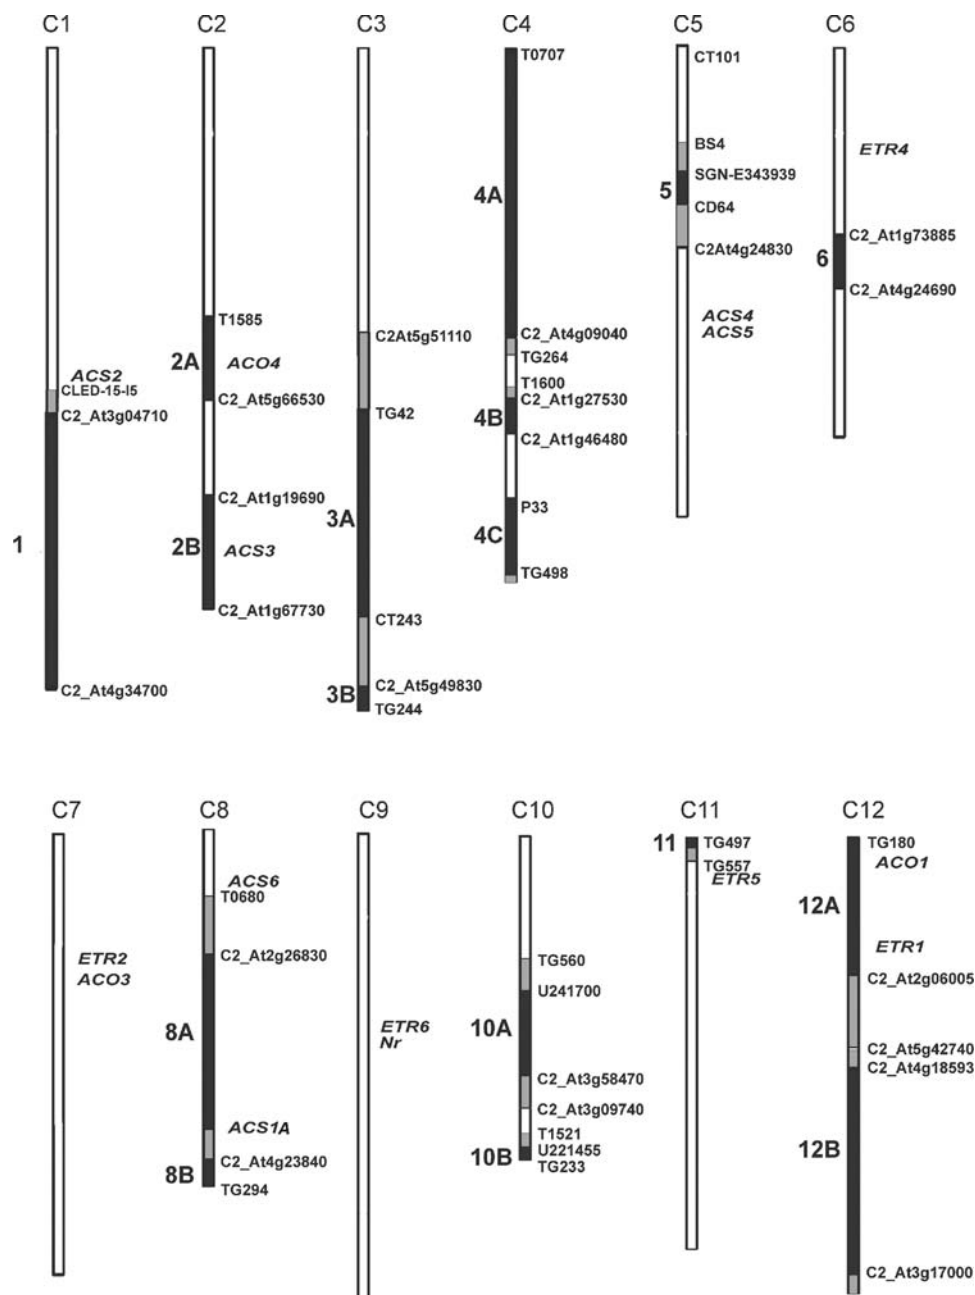 C1 C2 C3 C4 C5 C6
T0707
CT101
BS4
ETR4
SGN-E343939
4A
5
CD64
C2_At1g73885
C2At4g24830
6
C2_At4g24690
T1585
ACS4
C2At5g51110
C2_At4g09040
ACS5
2A
ACO4
TG264
ACS2
CLED-15-I5
T1600
C2_At5g66530
C2_At1g27530
C2_At3g04710
TG42
4B
C2_At1g46480
C2_At1g19690
P33
3A
4C
1
2B
ACS3
TG498
C2_At1g67730
CT243
C2_At4g34700
C2_At5g49830
3B
TG244
C7 C8 C9 C10 C11 C12
11
TG497
TG180
TG557
ACO1
ACS6
ETR5
T0680
12A
ETR2
C2_At2g26830
TG560
ETR1
ACO3
C2_At2g06005
U241700
8A
ETR6
10A
Nr
C2_At5g42740
C2_At4g18593
C2_At3g58470
C2_At3g09740
ACS1A
T1521
12B
U221455
C2_At4g23840
10B
8B
TG233
TG294
C2_At3g17000